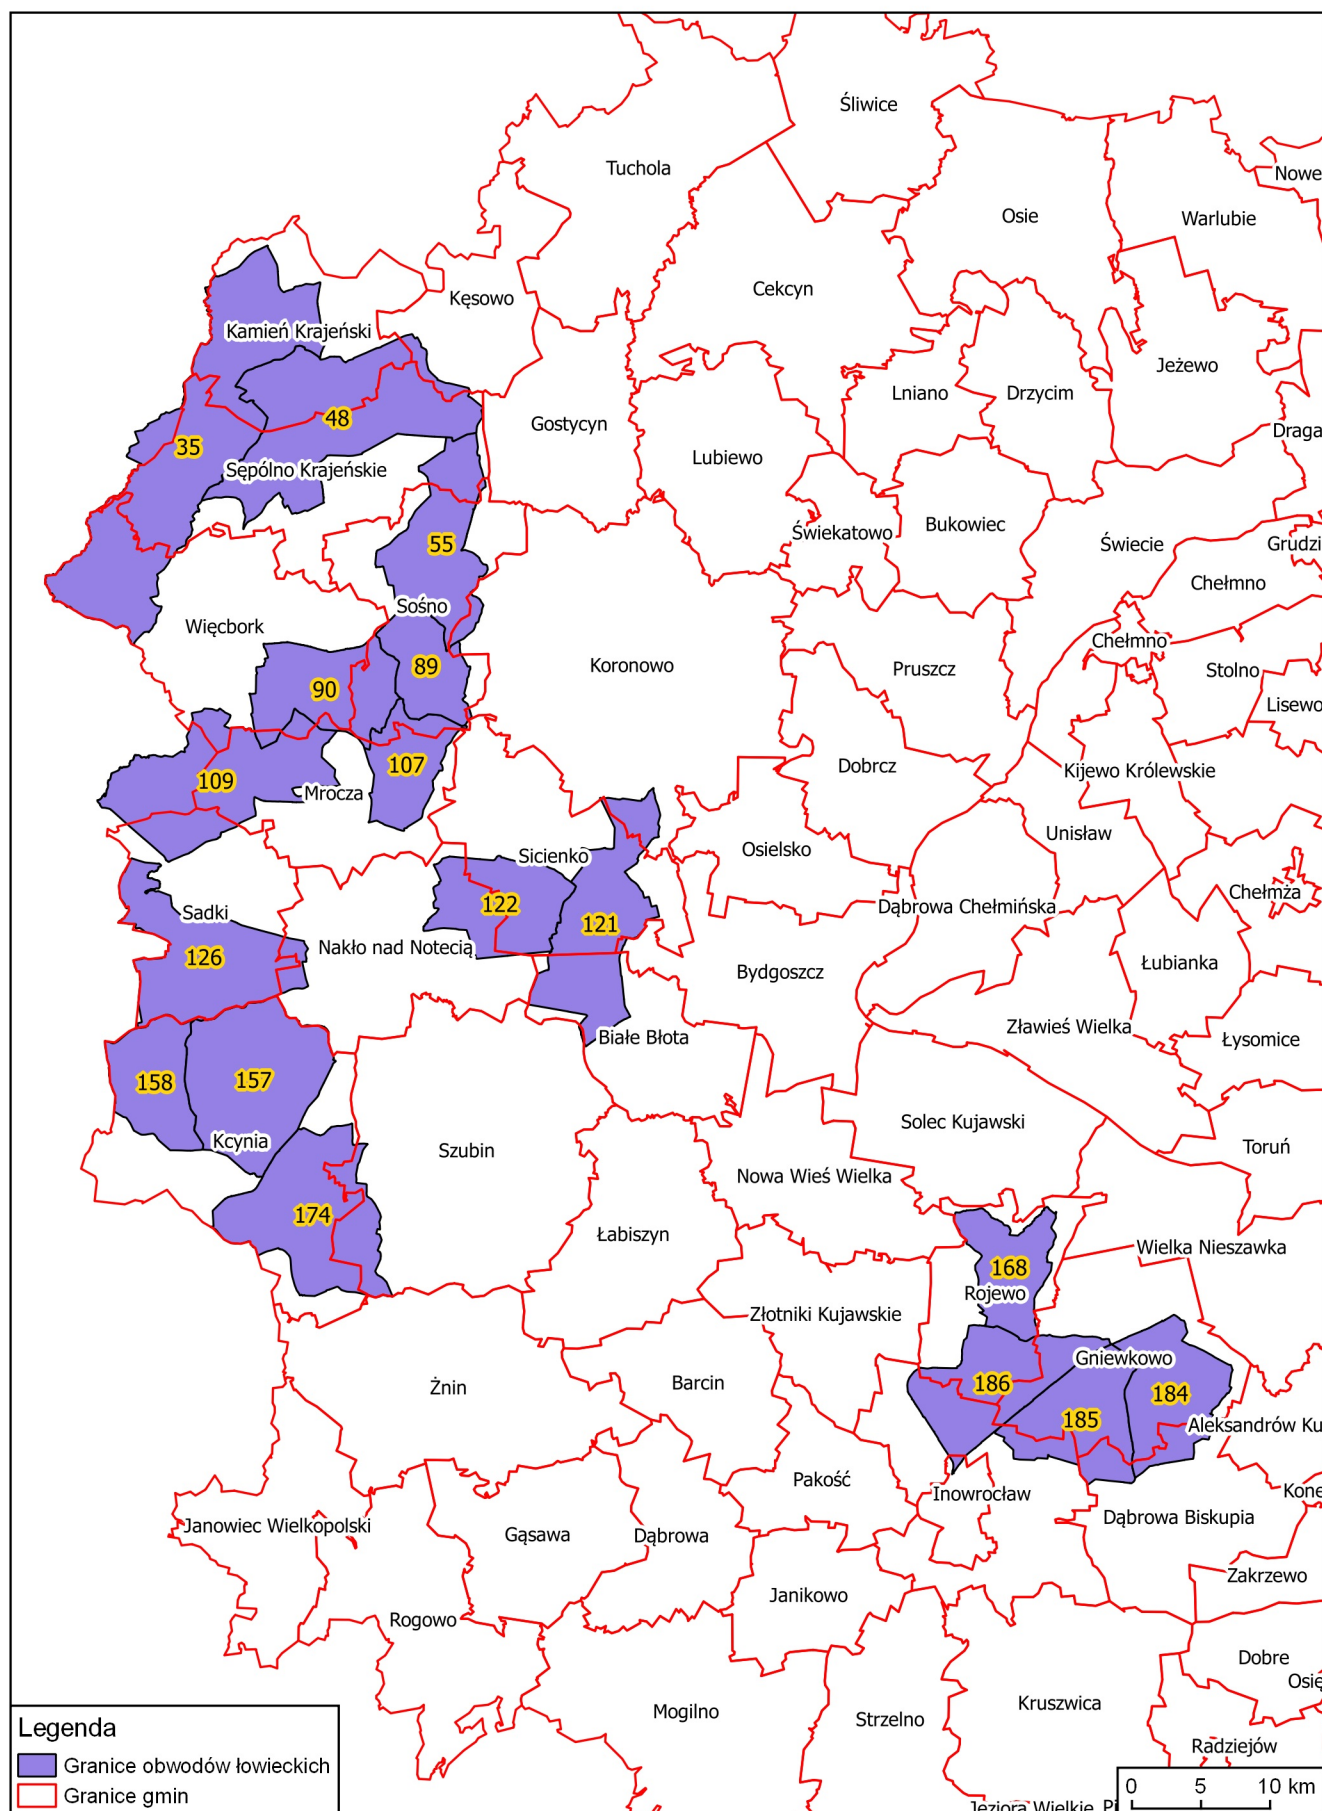 Śliwice
Tuchola
Nowe
Osie
Warlubie
Cekcyn
Kęsowo
Kamień Krajeński
Jeżewo
Lniano
Drzycim
48
Gostycyn
Draga
35
Lubiewo
Sępólno Krajeńskie
Bukowiec
Świekatowo
55
Świecie
Grudzi
Chełmno
Sośno
Więcbork
Chełmno
Koronowo
89
Pruszcz
Stolno
90
Lisewo
107
Dobrcz
Kijewo Królewskie
109
Mrocza
Unisław
Osielsko
Sicienko
Chełmża
122
Dąbrowa Chełmińska
Sadki
121
Nakło nad Notecią
126
Łubianka
Bydgoszcz
Zławieś Wielka
Białe Błota
Łysomice
158
157
Solec Kujawski
Kcynia
Szubin
Toruń
Nowa Wieś Wielka
174
Łabiszyn
Wielka Nieszawka
168
Rojewo
Złotniki Kujawskie
Gniewkowo
Żnin
Barcin
186
184
185
Aleksandrów Ku
Pakość
Inowrocław
Kone
Dąbrowa Biskupia
Janowiec Wielkopolski
Gąsawa
Dąbrowa
Zakrzewo
Janikowo
Rogowo
Dobre
Osię
Mogilno
Kruszwica
Strzelno
Radziejów
Legenda
Granice obwodów łowieckich
Granice gmin
0 5 10 km
Jeziora Wielkie